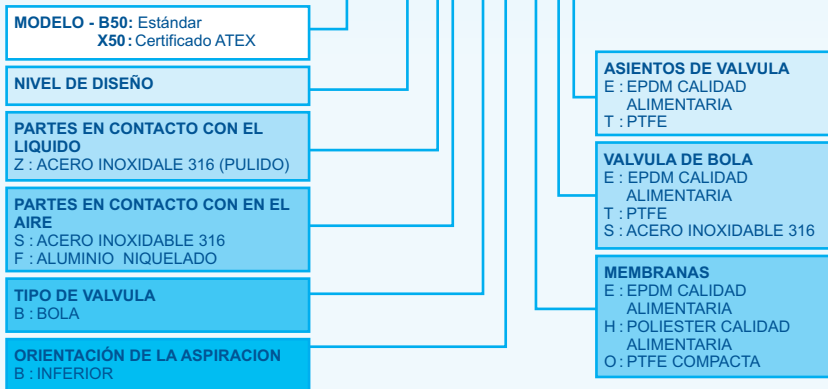 MODELO - B50: Estándar
X50: Certificado ATEX
NIVEL DE DISEÑO
PARTES EN CONTACTO CON EL
LIQUIDO
Z : ACERO INOXIDALE 316 (PULIDO)
PARTES EN CONTACTO CON EN EL
AIRE
S : ACERO INOXIDABLE 316
F : ALUMINIO NIQUELADO
TIPO DE VALVULA
B : BOLA
ORIENTACIÓN DE LA ASPIRACION
B : INFERIOR
ASIENTOS DE VALVULA
E : EPDM CALIDAD
ALIMENTARIA
T : PTFE
VALVULA DE BOLA
E : EPDM CALIDAD
ALIMENTARIA
T : PTFE
S : ACERO INOXIDABLE 316
MEMBRANAS
E : EPDM CALIDAD
ALIMENTARIA
H : POLIESTER CALIDAD
ALIMENTARIA
O : PTFE COMPACTA